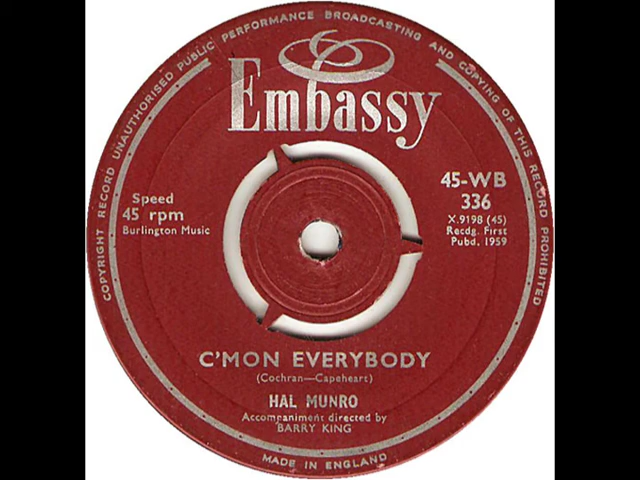 COPYRIGHT RECORD UNAUTHORISED PUBLIC PERFORMANCE BROADCASTING AND COPYING OF THIS RECORD PROHIBITED
Embassy
Speed
45 rpm
Burlington Music
45-WB
336
X.9198 (45)
Recdg. First
Pubd. 1959
C'MON EVERYBODY
(Cochran—Capeheart)
HAL MUNRO
Accompaniment directed by
BARRY KING
MADE IN ENGLAND